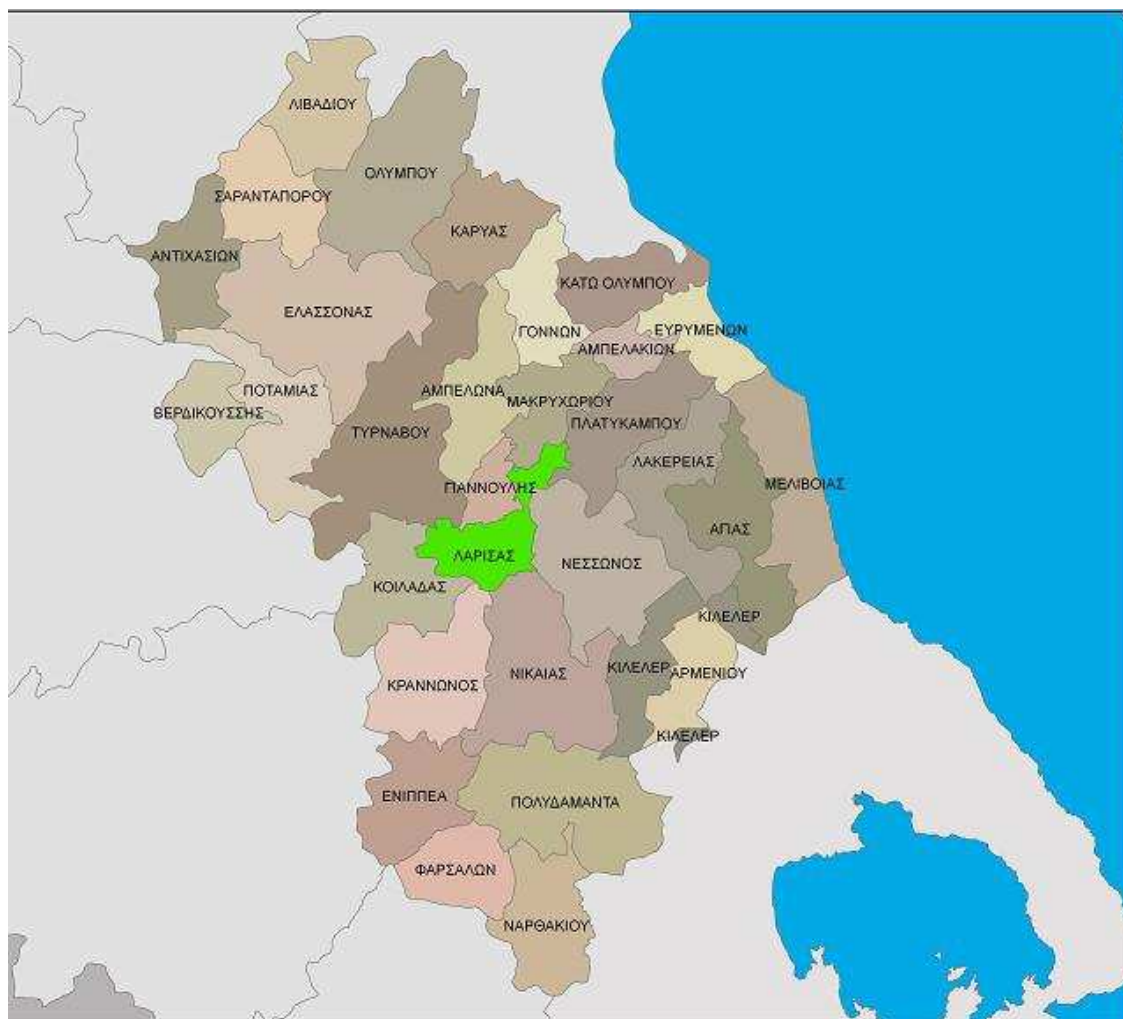 ΛΙΒΑΔΙΟΥ
ΟΛΥΜΠΟΥ
ΣΑΡΑΝΤΑΠΟΡΟΥ
ΚΑΡΥΑΣ
ΑΝΤΙΧΑΣΙΩΝ
ΚΑΤΩ ΟΛΥΜΠΟΥ
ΕΛΑΣΣΟΝΑΣ
ΓΟΝΝΩΝ
ΕΥΡΥΜΕΝΩΝ
ΑΜΠΕΛΑΚΙΩΝ
ΠΟΤΑΜΙΑΣ
ΑΜΠΕΛΩΝΑ
ΜΑΚΡΥΧΩΡΙΟΥ
ΒΕΡΔΙΚΟΥΣΣΗΣ
ΤΥΡΝΑΒΟΥ
ΠΛΑΤΥΚΑΜΠΟΥ
ΛΑΚΕΡΕΙΑΣ
ΓΙΑΝΝΟΥΛΗΣ
ΜΕΛΙΒΟΙΑΣ
ΑΓΙΑΣ
ΛΑΡΙΣΑΣ
ΝΕΣΣΩΝΟΣ
ΚΟΙΛΑΔΑΣ
ΚΙΛΕΛΕΡ
ΚΡΑΝΝΩΝΟΣ
ΝΙΚΑΙΑΣ
ΚΙΛΕΛΕΡ
ΑΡΜΕΝΙΟΥ
ΚΙΛΕΛΕΡ
ΕΝΙΠΠΕΑ
ΠΟΛΥΔΑΜΑΝΤΑ
ΦΑΡΣΑΛΩΝ
ΝΑΡΘΑΚΙΟΥ